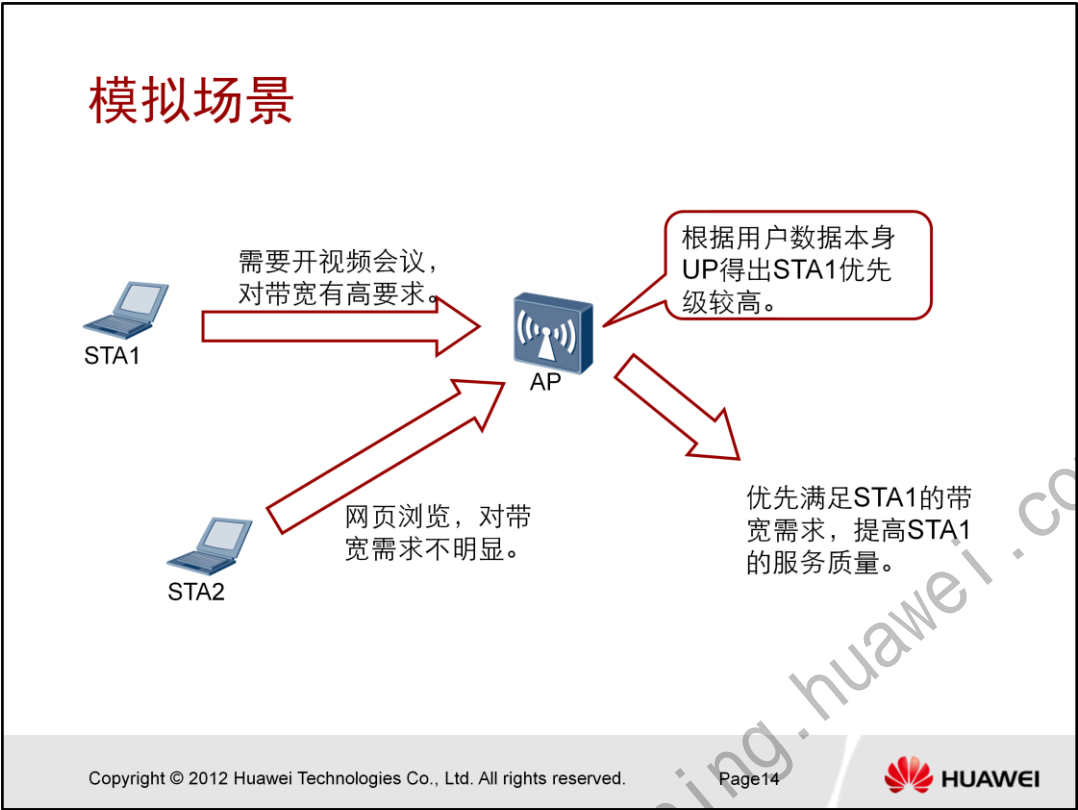 模拟场景
需要开视频会议，
对带宽有高要求。
根据用户数据本身
UP得出STA1优先
级较高。
STA1
AP
网页浏览，对带
宽需求不明显。
优先满足STA1的带
宽需求，提高STA1
的服务质量。
STA2
ning.huawei.co
Copyright © 2012 Huawei Technologies Co., Ltd. All rights reserved.
Page14
HUAWEI